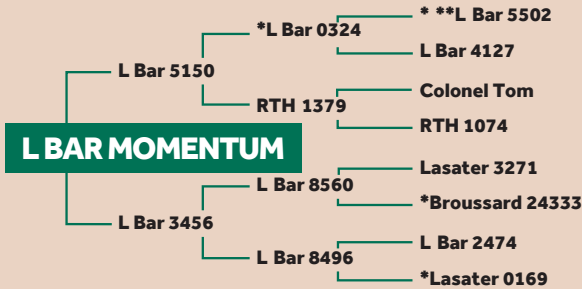 * **L Bar 5502
*L Bar 0324
L Bar 4127
L Bar 5150
Colonel Tom
RTH 1379
RTH 1074
L BAR MOMENTUM
Lasater 3271
L Bar 8560
*Broussard 24333
L Bar 3456
L Bar 2474
L Bar 8496
*Lasater 0169